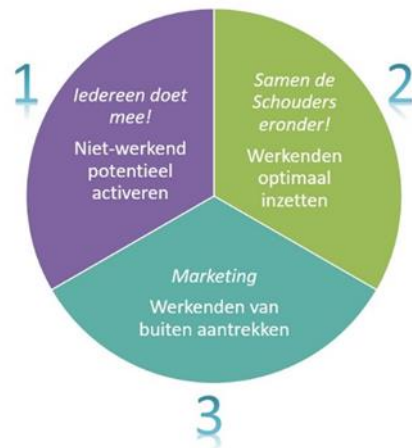 1
Iedereen doet
mee!
Niet-werkend
potentieel
activeren
2
Samen de
Schouders
eronder!
Werkenden
optimaal
inzetten
Marketing
Werkenden van
buiten aantrekken
3